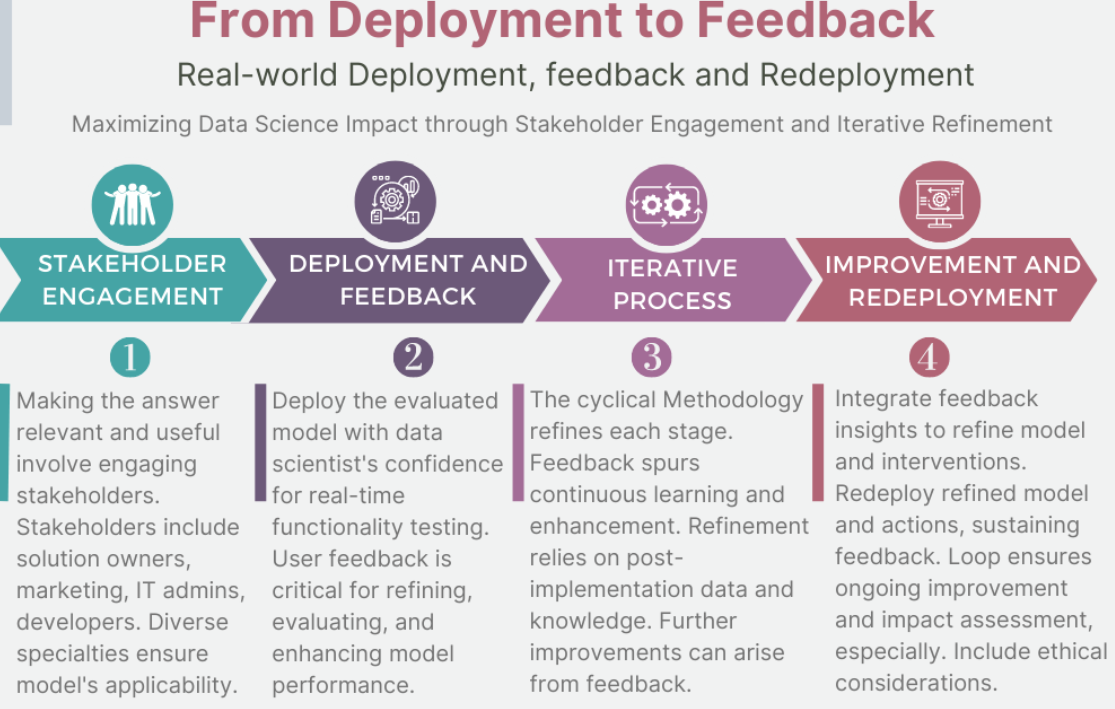 From Deployment to Feedback
Real-world Deployment, feedback and Redeployment
Maximizing Data Science Impact through Stakeholder Engagement and Iterative Refinement
STAKEHOLDER
ENGAGEMENT
1
Making the answer
relevant and useful
involve engaging
stakeholders.
Stakeholders include
solution owners,
marketing, IT admins,
developers. Diverse
specialties ensure
model's applicability.
DEPLOYMENT AND
FEEDBACK
2
Deploy the evaluated
model with data
scientist's confidence
for real-time
functionality testing.
User feedback is
critical for refining,
evaluating, and
enhancing model
performance.
ITERATIVE
PROCESS
3
The cyclical Methodology
refines each stage.
Feedback spurs
continuous learning and
enhancement. Refinement
relies on post-
implementation data and
knowledge. Further
improvements can arise
from feedback.
IMPROVEMENT AND
REDEPLOYMENT
4
Integrate feedback
insights to refine model
and interventions.
Redeploy refined model
and actions, sustaining
feedback. Loop ensures
ongoing improvement
and impact assessment,
especially. Include ethical
considerations.